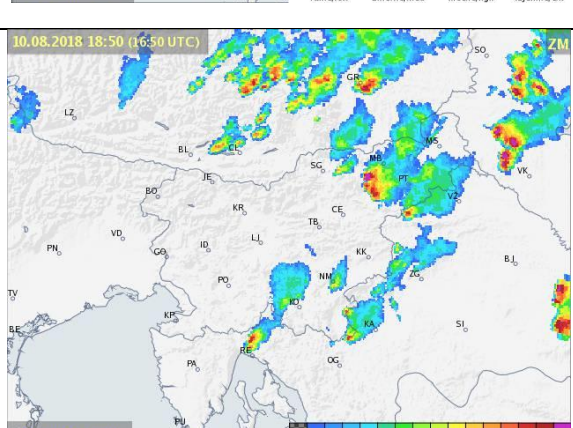 10.08.2018 18:50 (16:50 UTC)
ZM
SO
GR
LZ
MS
BL
CL
MB
SG
PT
VK
JE
BO
VZ
KR
CE
TB
VD
LJ
PN
GO
ID
KK
BJ
NM
ZG
PO
TV
KO
KP
KA
BE
SI
RE
OG
PA
PU